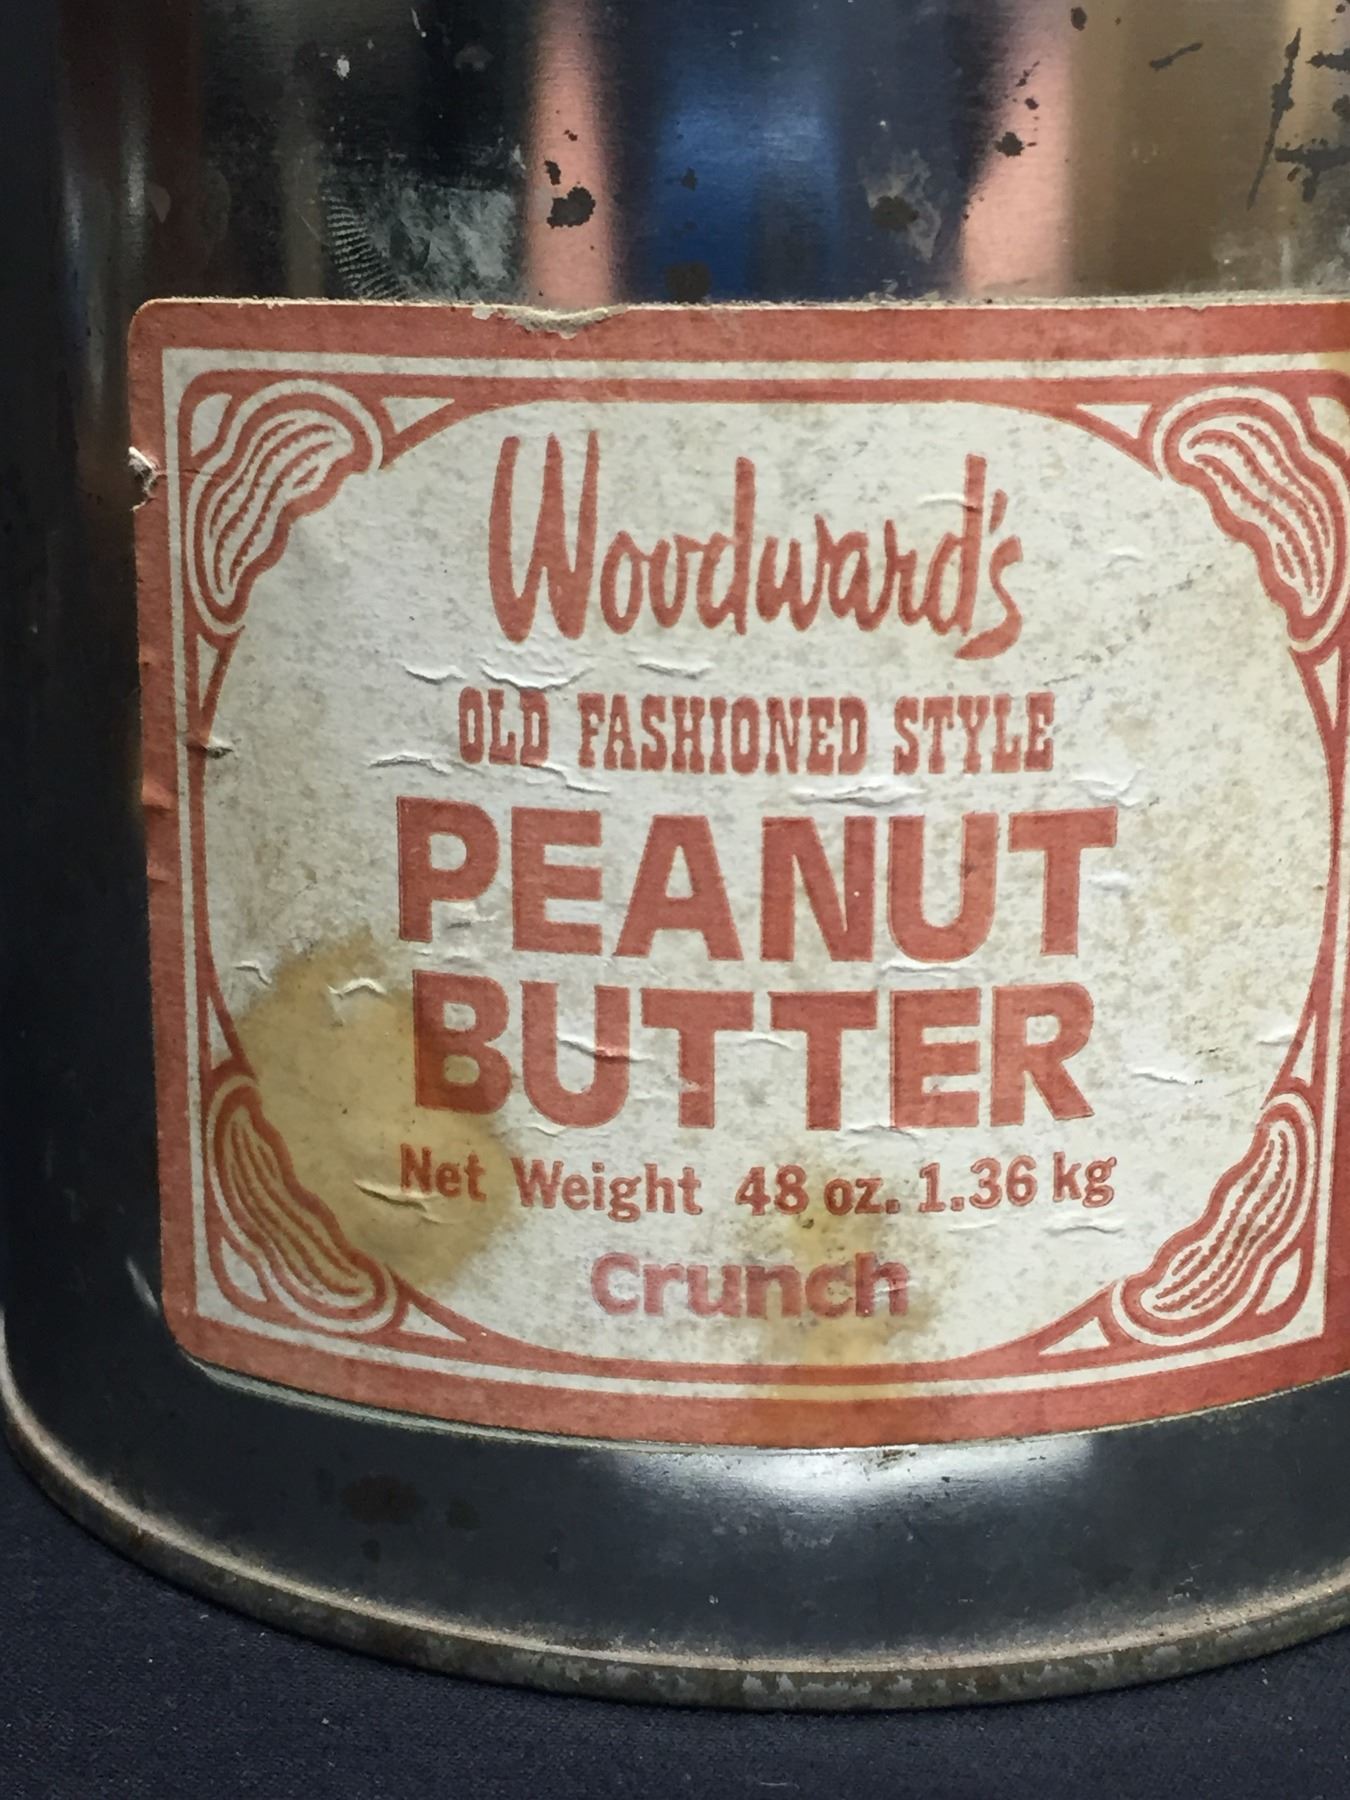 Woodward's
OLD FASHIONED STYLE
PEANUT
BUTTER
Net Weight 48 oz. 1.36 kg
Crunch